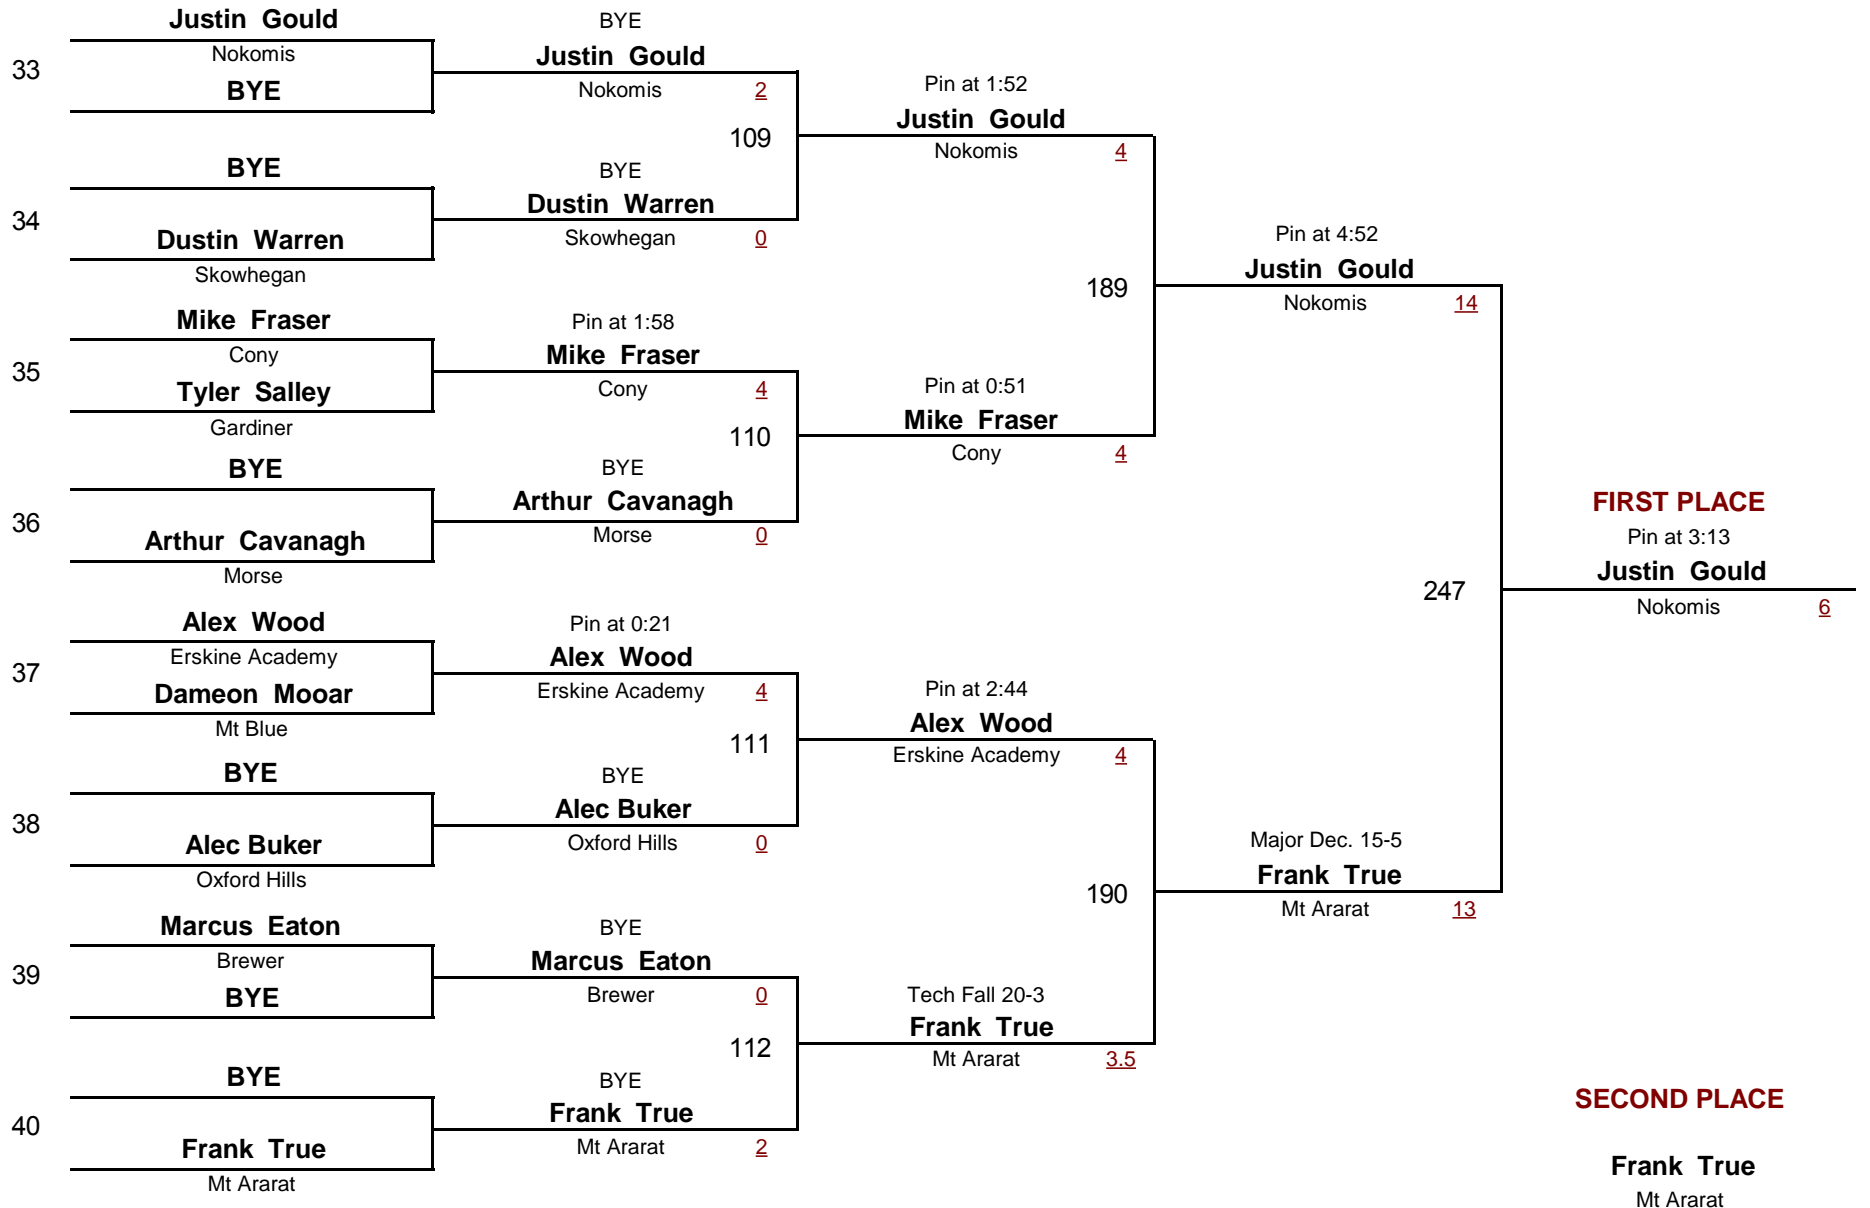 Justin Gould
Nokomis
33
BYE
BYE
34
Dustin Warren
Skowhegan
Mike Fraser
Cony
35
Tyler Salley
Gardiner
BYE
36
Arthur Cavanagh
Morse
Alex Wood
Erskine Academy
37
Dameon Mooar
Mt Blue
BYE
38
Alec Buker
Oxford Hills
Marcus Eaton
Brewer
39
BYE
BYE
40
Frank True
Mt Ararat
BYE
Justin Gould
Nokomis 2
109
BYE
Dustin Warren
Skowhegan 0
Pin at 1:58
Mike Fraser
Cony 4
110
BYE
Arthur Cavanagh
Morse 0
Pin at 0:21
Alex Wood
Erskine Academy 4
111
BYE
Alec Buker
Oxford Hills 0
BYE
Marcus Eaton
Brewer 0
112
BYE
Frank True
Mt Ararat 2
Pin at 1:52
Justin Gould
Nokomis 4
189
Pin at 0:51
Mike Fraser
Cony 4
Pin at 2:44
Alex Wood
Erskine Academy 4
190
Tech Fall 20-3
Frank True
Mt Ararat 3.5
Pin at 4:52
Justin Gould
Nokomis 14
247
Major Dec. 15-5
Frank True
Mt Ararat 13
FIRST PLACE
Pin at 3:13
Justin Gould
Nokomis 6
SECOND PLACE
Frank True
Mt Ararat